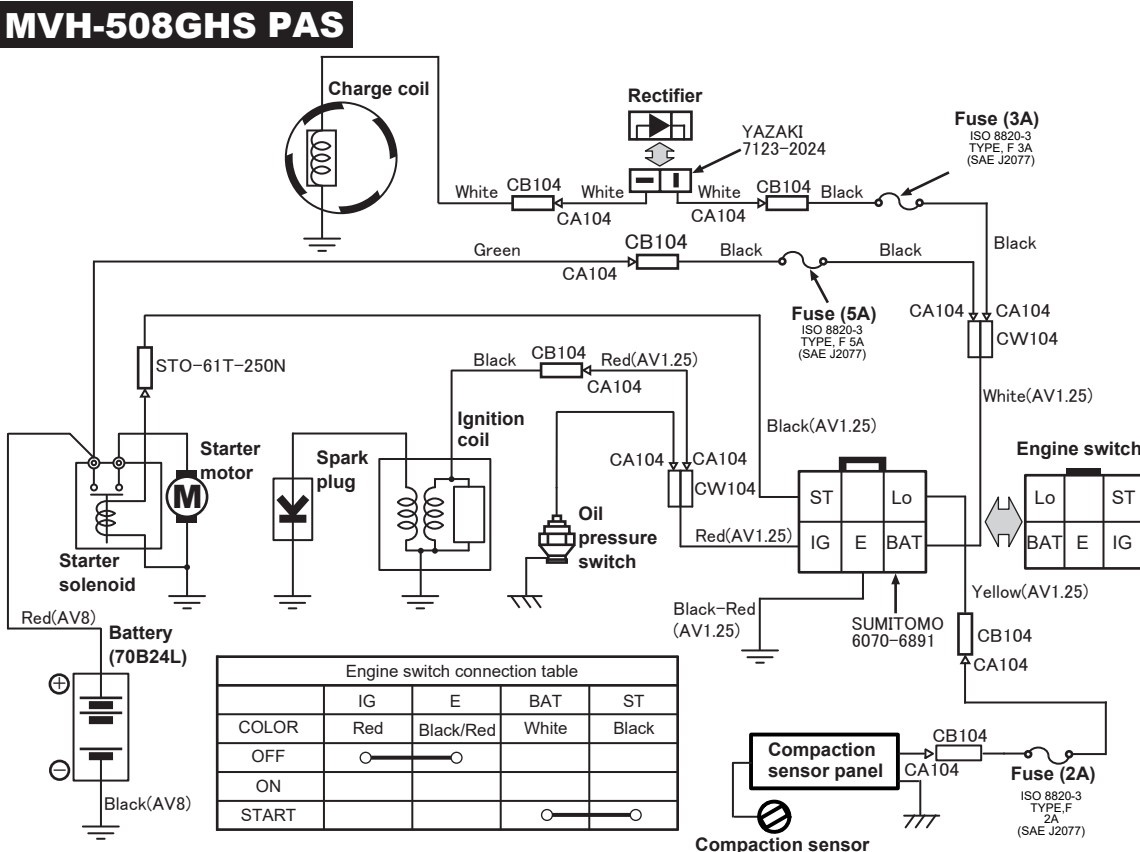 MVH-508GHS PAS
Charge coil
Rectifier
YAZAKI
7123-2024
Fuse (3A)
ISO 8820-3
TYPE, F 3A
(SAE J2077)
White
CB104
CA104
White
White
CA104
CB104
Black
Black
Green
CA104
CB104
Black
Black
Fuse (5A)
ISO 8820-3
TYPE, F 5A
(SAE J2077)
CA104
CA104
CW104
White(AV1.25)
STO-61T-250N
Black
CB104
Red(AV1.25)
CA104
Ignition
coil
Black(AV1.25)
Starter
motor
M
Spark
plug
CA104
CA104
CW104
Oil
pressure
switch
Red(AV1.25)
Engine switch
ST
Lo
IG
E
BAT
Lo
ST
BAT
E
IG
Starter
solenoid
Red(AV8)
Battery
(70B24L)
Black-Red
(AV1.25)
SUMITOMO
6070-6891
Yellow(AV1.25)
CB104
CA104
+
−
Black(AV8)
Engine switch connection table
IG E BAT ST
COLOR Red Black/Red White Black
OFF
ON
START
Compaction
sensor panel
CB104
CA104
Fuse (2A)
ISO 8820-3
TYPE,F
2A
(SAE J2077)
Compaction sensor